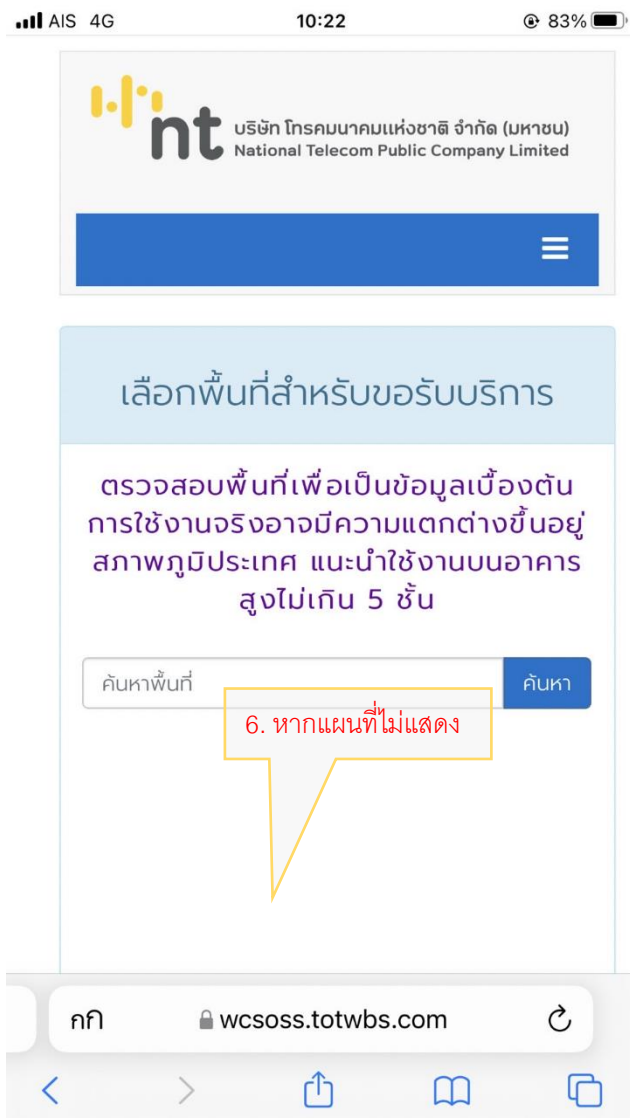 AIS 4G 10:22 83%
nt
บริษัท โทรคมนาคมแห่งชาติ จำกัด (มหาชน)
National Telecom Public Company Limited
เลือกพื้นที่สำหรับขอรับบริการ
ตรวจสอบพื้นที่เพื่อเป็นข้อมูลเบื้องต้น
การใช้งานจริงอาจมีความแตกต่างขึ้นอยู่
สภาพภูมิประเทศ แนะนำใช้งานบนอาคาร
สูงไม่เกิน 5 ชั้น
ค้นหาพื้นที่ ค้นหา
6. หากแผนที่ไม่แสดง
กก wcsoss.totwbs.com